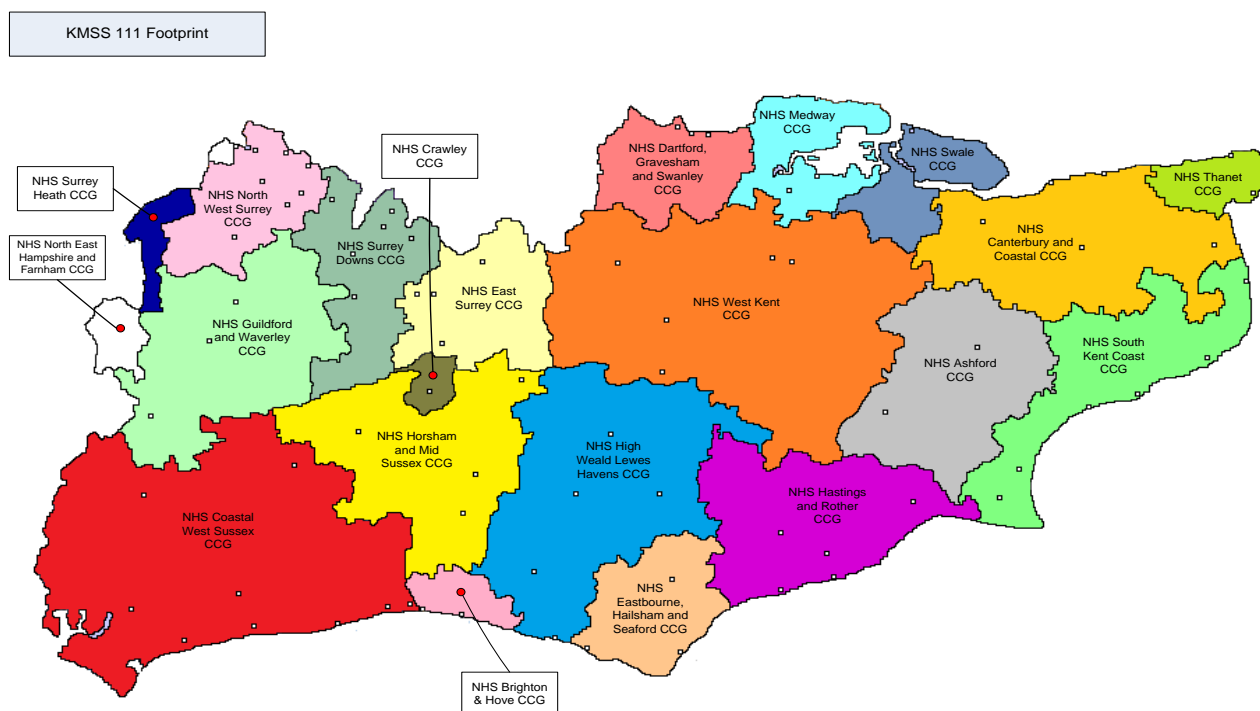 KMSS 111 Footprint
NHS Medway
CCG
NHS Crawley
CCG
NHS Dartford,
Gravesham
and Swanley
CCG
NHS Swale
CCG
NHS Surrey
Heath CCG
NHS North
West Surrey
CCG
NHS Thanet
CCG
NHS North East
Hampshire and
Farnham CCG
NHS Surrey
Downs CCG
NHS
Canterbury and
Coastal CCG
NHS East
Surrey CCG
NHS West Kent
CCG
NHS Guildford
and Waverley
CCG
NHS South
Kent Coast
CCG
NHS Ashford
CCG
NHS Horsham
and Mid
Sussex CCG
NHS High
Weald Lewes
Havens CCG
NHS Hastings
and Rother
CCG
NHS Coastal
West Sussex
CCG
NHS
Eastbourne,
Hailsham and
Seaford CCG
NHS Brighton
& Hove CCG